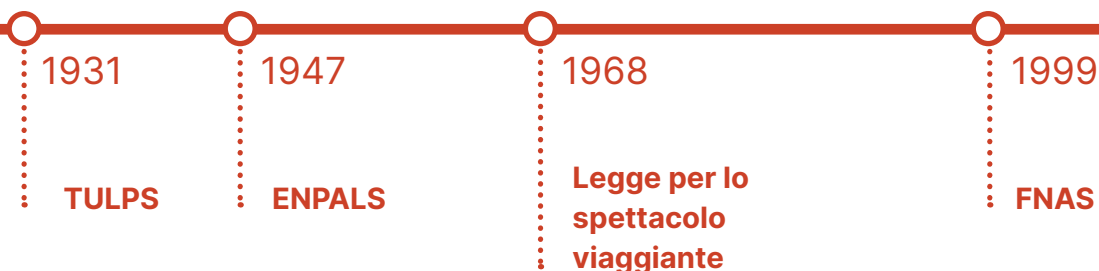 1931
1947
1968
1999
TULPS
ENPALS
Legge per lo
spettacolo
viaggiante
FNAS